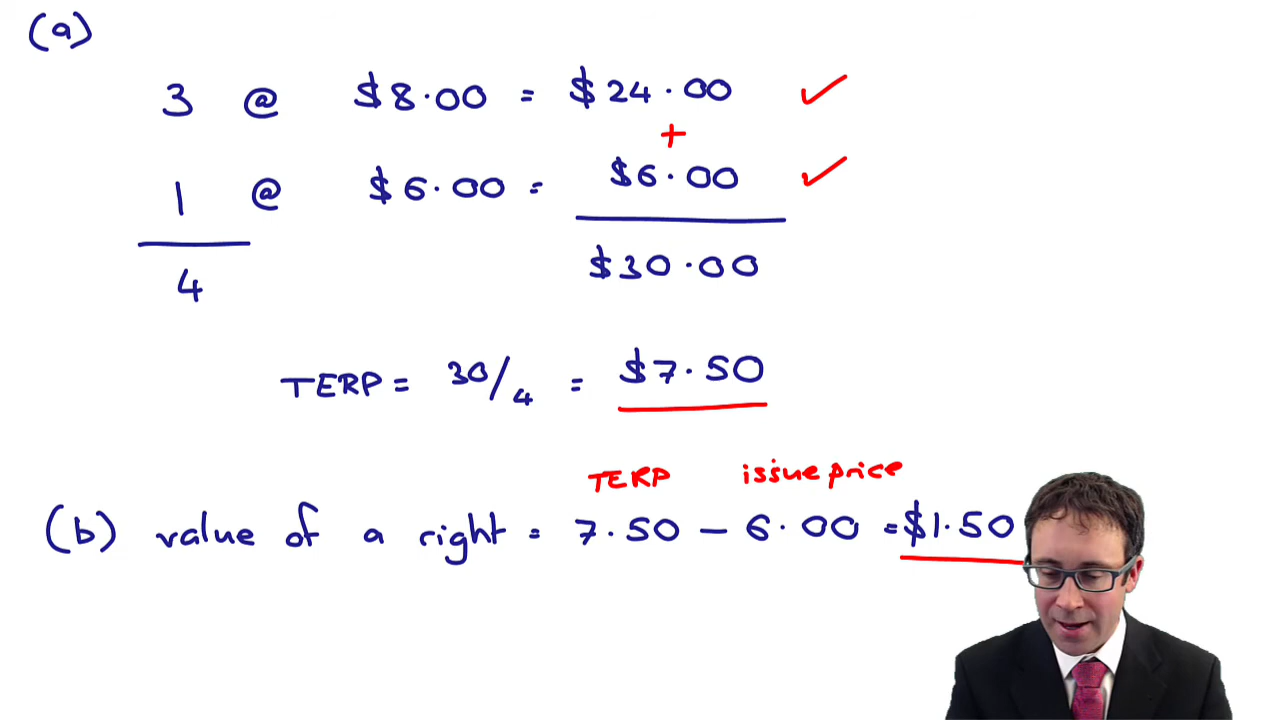 (a)
3 @ $8.00 = $24.00 ✓
+
1 @ $6.00 = $6.00 ✓
4 $30.00
TERP = 30/4 = $7.50
TERP issue price
(b) value of a right = 7.50 - 6.00 = $1.50